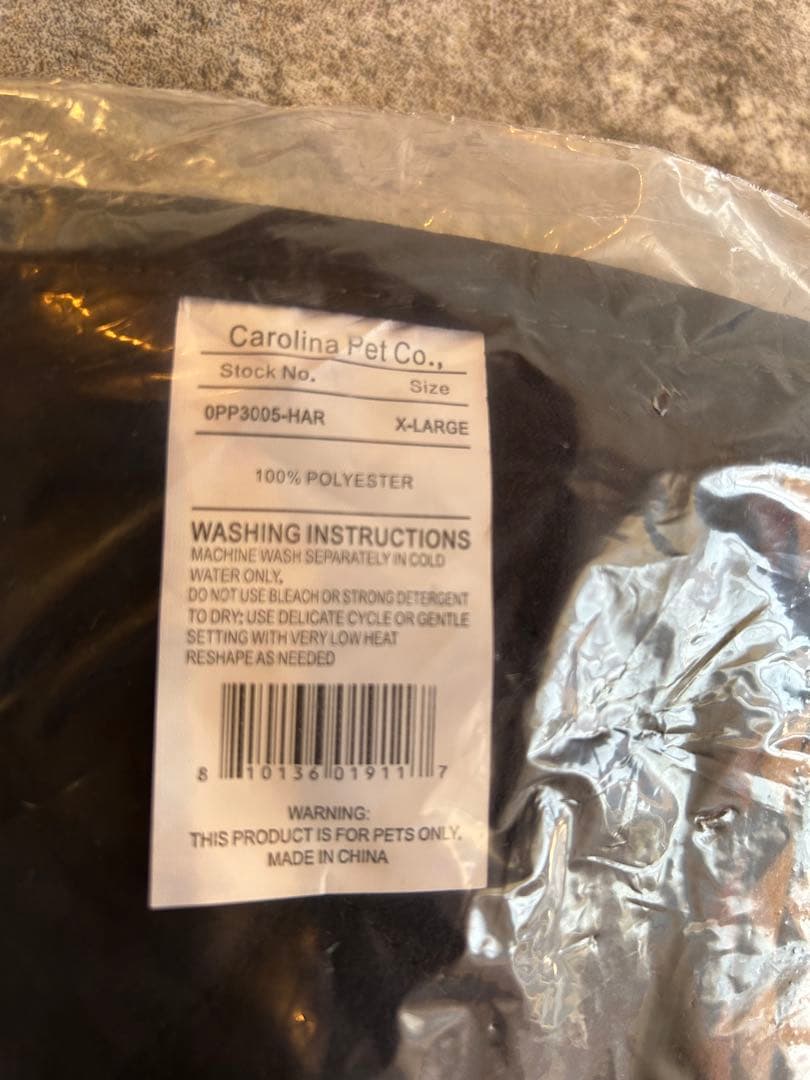 Carolina Pet Co.,
Stock No. Size
0PP3005-HAR X-LARGE
100% POLYESTER
WASHING INSTRUCTIONS
MACHINE WASH SEPARATELY IN COLD
WATER ONLY.
DO NOT USE BLEACH OR STRONG DETERGENT
TO DRY: USE DELICATE CYCLE OR GENTLE
SETTING WITH VERY LOW HEAT
RESHAPE AS NEEDED
8 10136 01911 7
WARNING:
THIS PRODUCT IS FOR PETS ONLY.
MADE IN CHINA